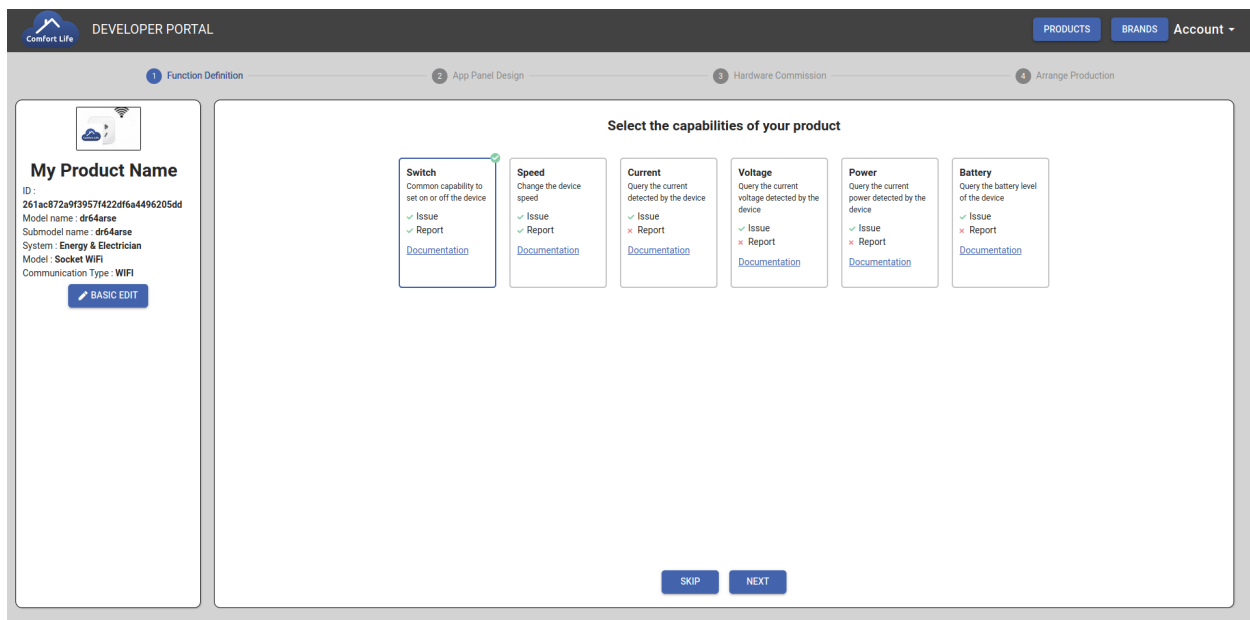 Comfort Life
DEVELOPER PORTAL
PRODUCTS
BRANDS
Account
1 Function Definition
2 App Panel Design
3 Hardware Commission
4 Arrange Production
My Product Name
ID :
261ac872a9f3957f422df6a4496205dd
Model name : dr64arse
Submodel name : dr64arse
System : Energy & Electrician
Model : Socket WiFi
Communication Type : WIFI
BASIC EDIT
Select the capabilities of your product
Switch
Common capability to
set on or off the device
Issue
Report
Documentation
Speed
Change the device
speed
Issue
Report
Documentation
Current
Query the current
detected by the device
Issue
Report
Documentation
Voltage
Query the current
voltage detected by the
device
Issue
Report
Documentation
Power
Query the current
power detected by the
device
Issue
Report
Documentation
Battery
Query the battery level
of the device
Issue
Report
Documentation
SKIP
NEXT